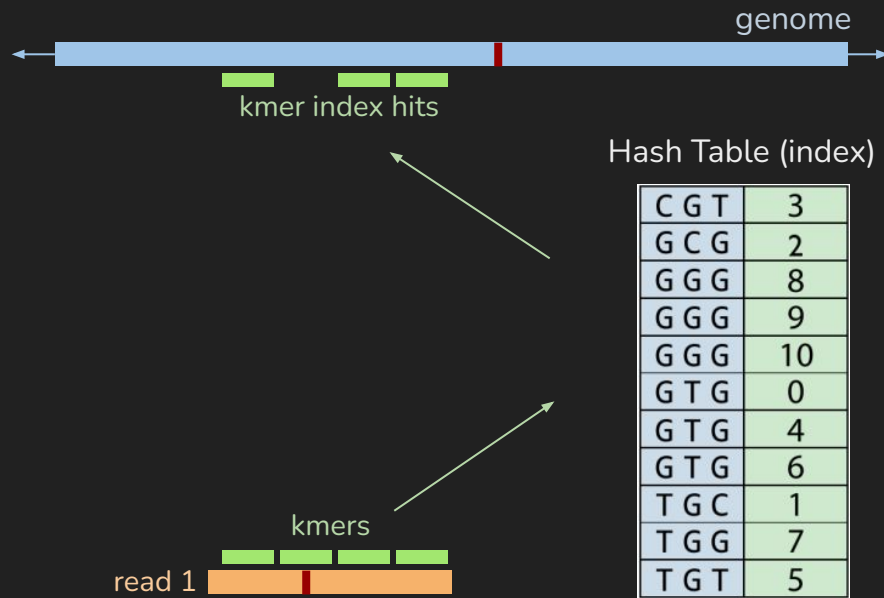 genome
kmer index hits
Hash Table (index)
C G T 3
G C G 2
G G G 8
G G G 9
G G G 10
G T G 0
G T G 4
G T G 6
T G C 1
T G G 7
T G T 5
kmers
read 1